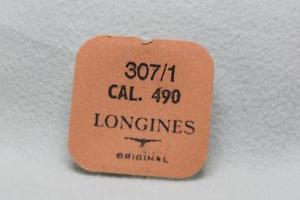 307/1
CAL. 490
LONGINES
ORIGINAL